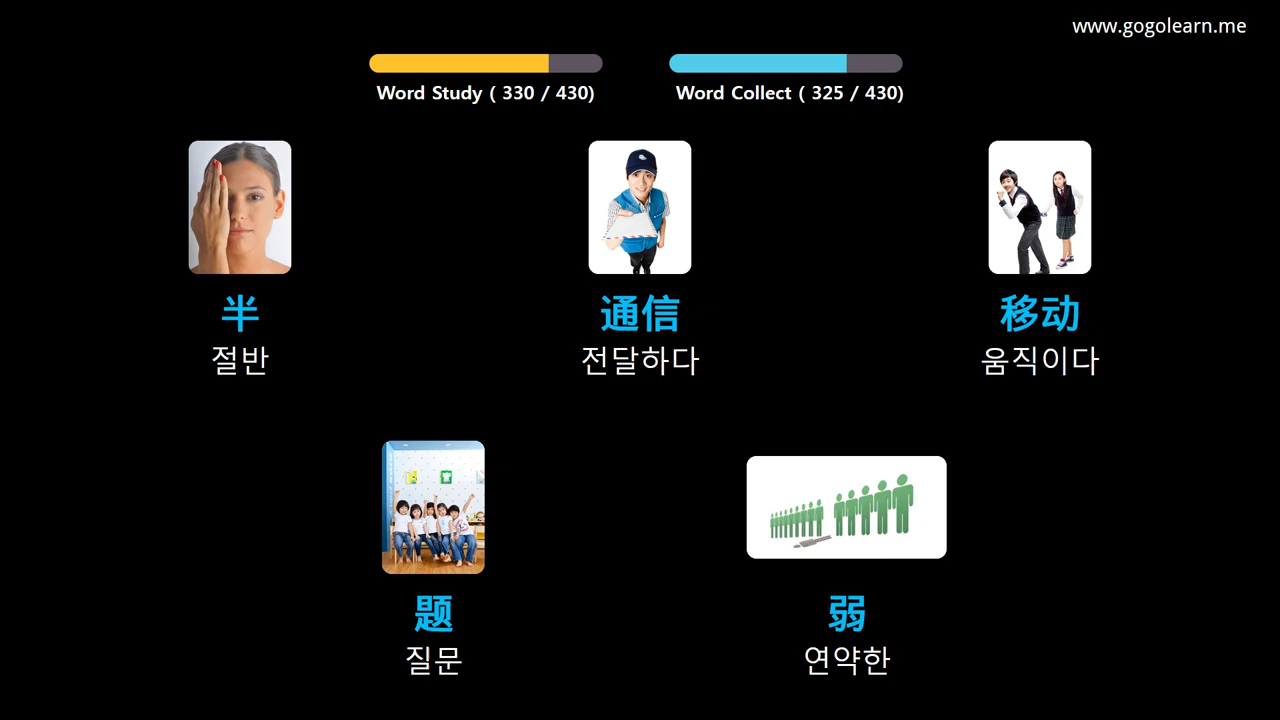 www.gogolearn.me
Word Study ( 330 / 430)
Word Collect ( 325 / 430)
半
절반
通信
전달하다
移动
움직이다
题
질문
弱
연약한